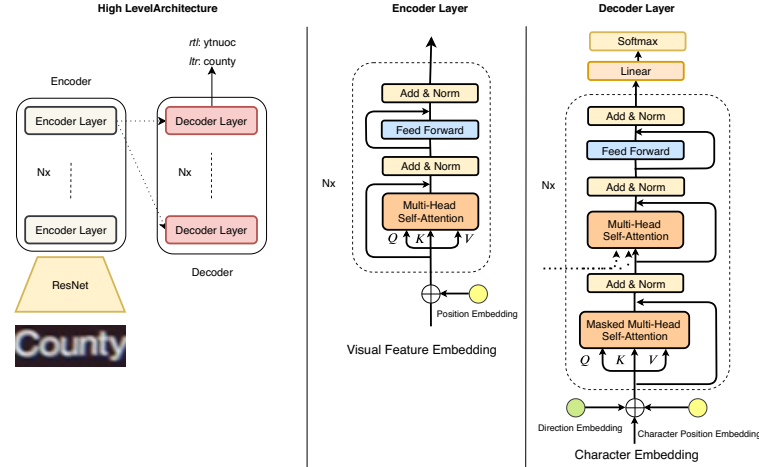 High LevelArchitecture
rtl: ytnuoc
ltr: county
Encoder
Encoder Layer
Decoder Layer
Nx
Nx
Encoder Layer
Decoder Layer
Decoder
ResNet
County
Encoder Layer
Add & Norm
Feed Forward
Add & Norm
Nx
Multi-Head
Self-Attention
Q K V
Position Embedding
Visual Feature Embedding
Decoder Layer
Softmax
Linear
Add & Norm
Feed Forward
Nx
Add & Norm
Multi-Head
Self-Attention
Add & Norm
Masked Multi-Head
Self-Attention
Q K V
Direction Embedding
Character Position Embedding
Character Embedding